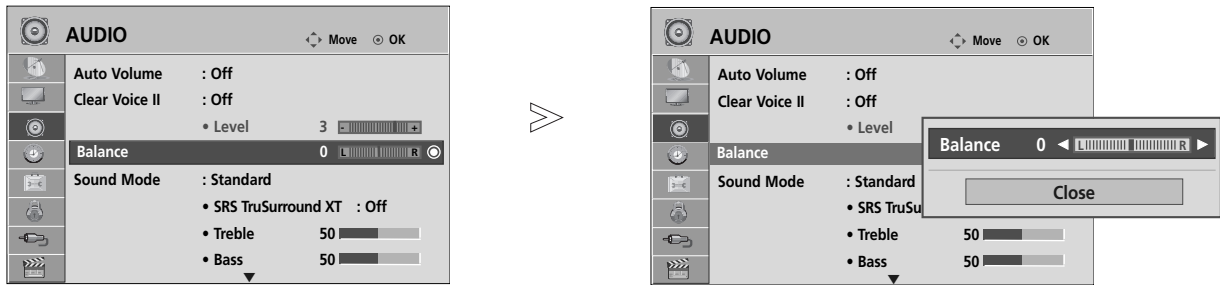 AUDIO Move OK
Auto Volume : Off
Clear Voice II : Off
• Level 3 - +
Balance 0 L R
Sound Mode : Standard
• SRS TruSurround XT : Off
• Treble 50
• Bass 50
AUDIO Move OK
Auto Volume : Off
Clear Voice II : Off
• Level
Balance
Sound Mode : Standard
• SRS TruSu
• Treble 50
• Bass 50
Balance 0 L R
Close